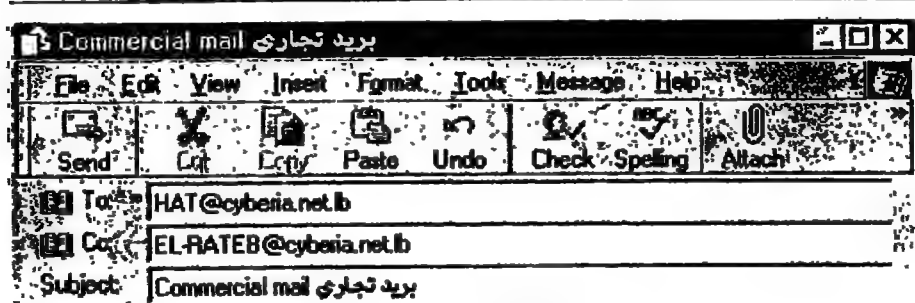 Commercial mail بريد تجاري
File Edit View Insert Format Tools Message Help
Send Cut Copy Paste Undo Check Spelling Attach
To: HAT@cyberia.net.lb
Cc: EL-RATEB@cyberia.net.lb
Subject: Commercial mail بريد تجاري